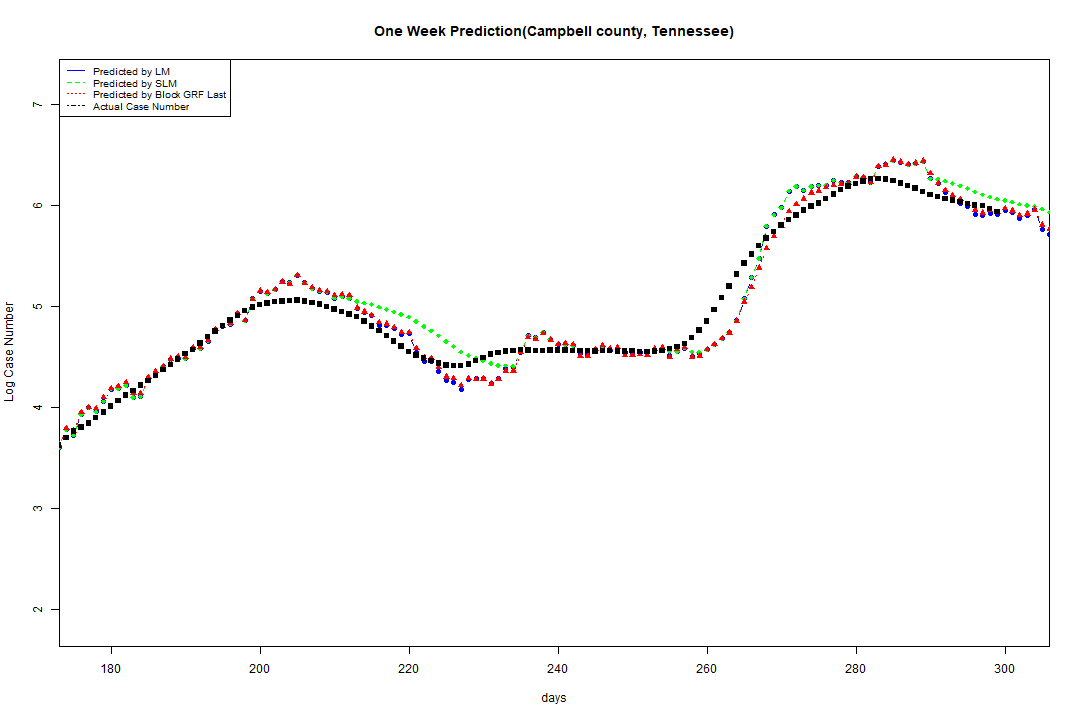 One Week Prediction(Campbell county, Tennessee)
Predicted by LM
Predicted by SLM
Predicted by Block GRF Last
Actual Case Number
7
6
5
4
3
2
Log Case Number
180 200 220 240 260 280 300
days